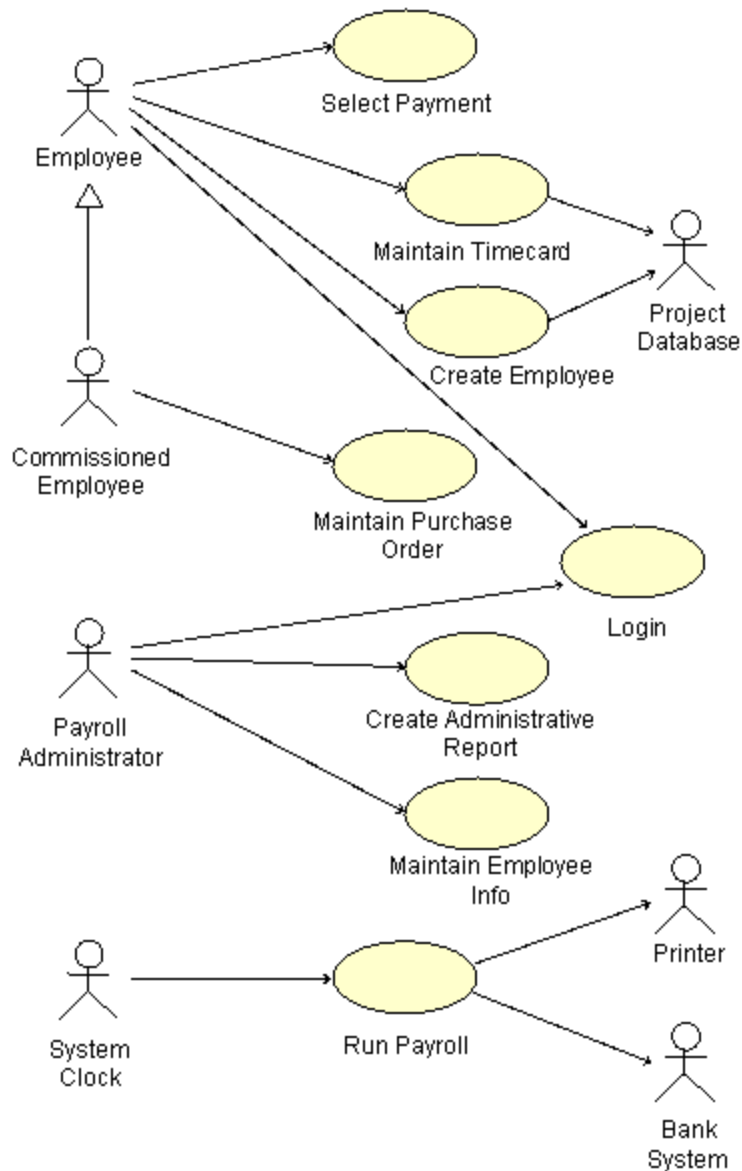 Select Payment
Employee
Maintain Timecard
Project
Database
Create Employee
Commissioned
Employee
Maintain Purchase
Order
Login
Payroll
Administrator
Create Administrative
Report
Maintain Employee
Info
Printer
System
Clock
Run Payroll
Bank
System